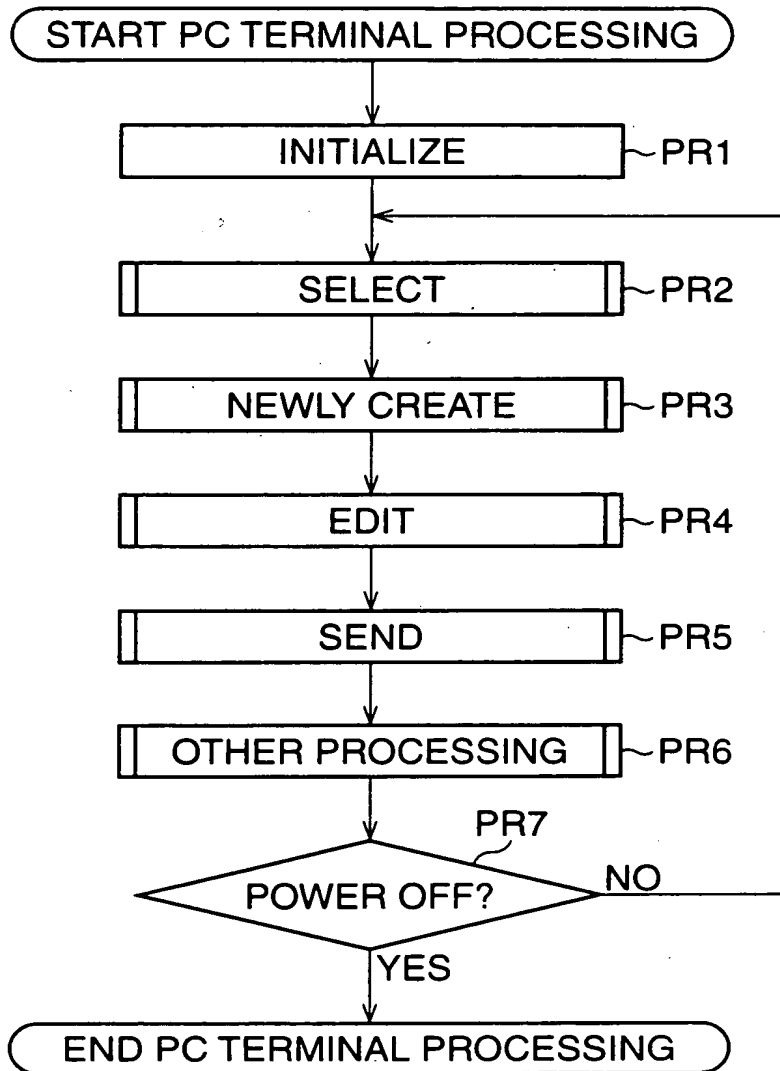 START PC TERMINAL PROCESSING
INITIALIZE
PR1
SELECT
PR2
NEWLY CREATE
PR3
EDIT
PR4
SEND
PR5
OTHER PROCESSING
PR6
PR7
POWER OFF?
NO
YES
END PC TERMINAL PROCESSING